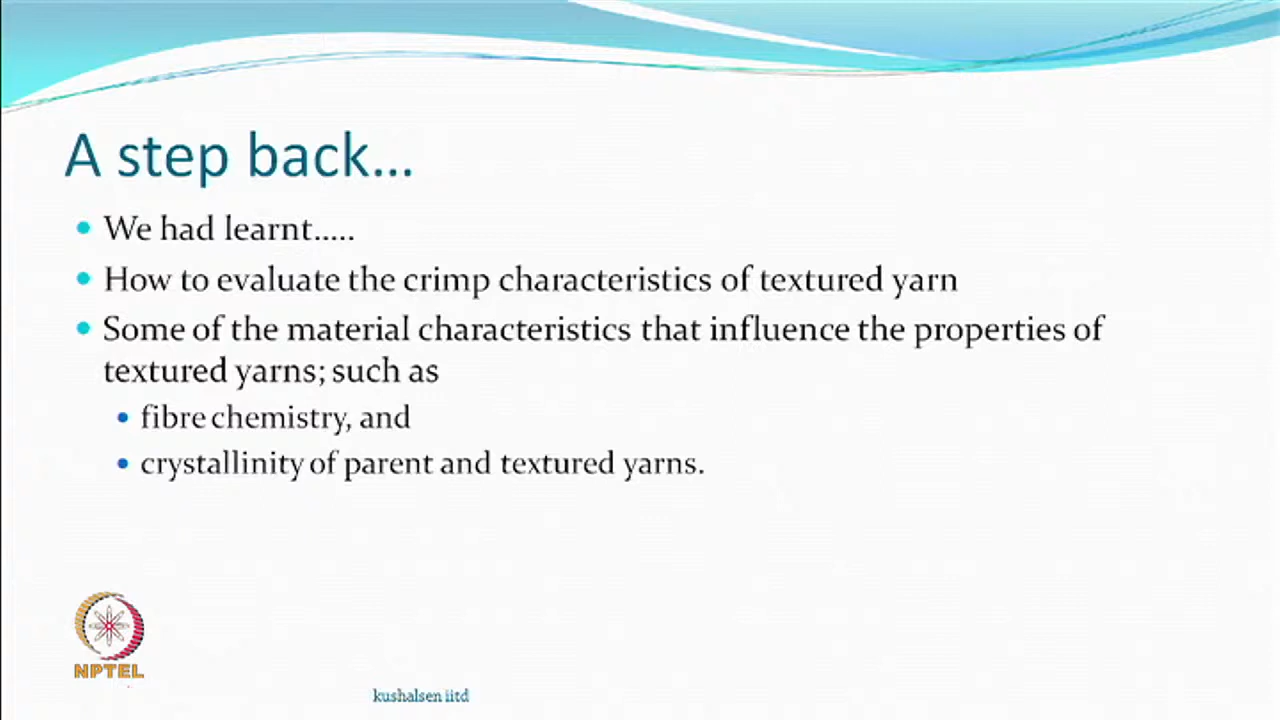 A step back...
We had learnt.....
How to evaluate the crimp characteristics of textured yarn
Some of the material characteristics that influence the properties of
textured yarns; such as
fibre chemistry, and
crystallinity of parent and textured yarns.
NPTEL
kushalsen iitd